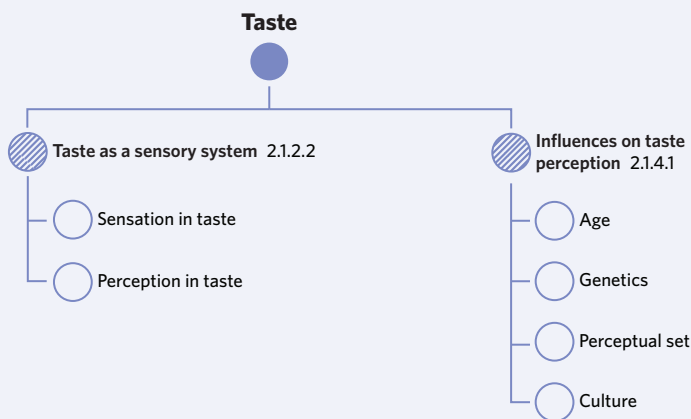 Taste
Taste as a sensory system 2.1.2.2
Sensation in taste
Perception in taste
Influences on taste
perception 2.1.4.1
Age
Genetics
Perceptual set
Culture